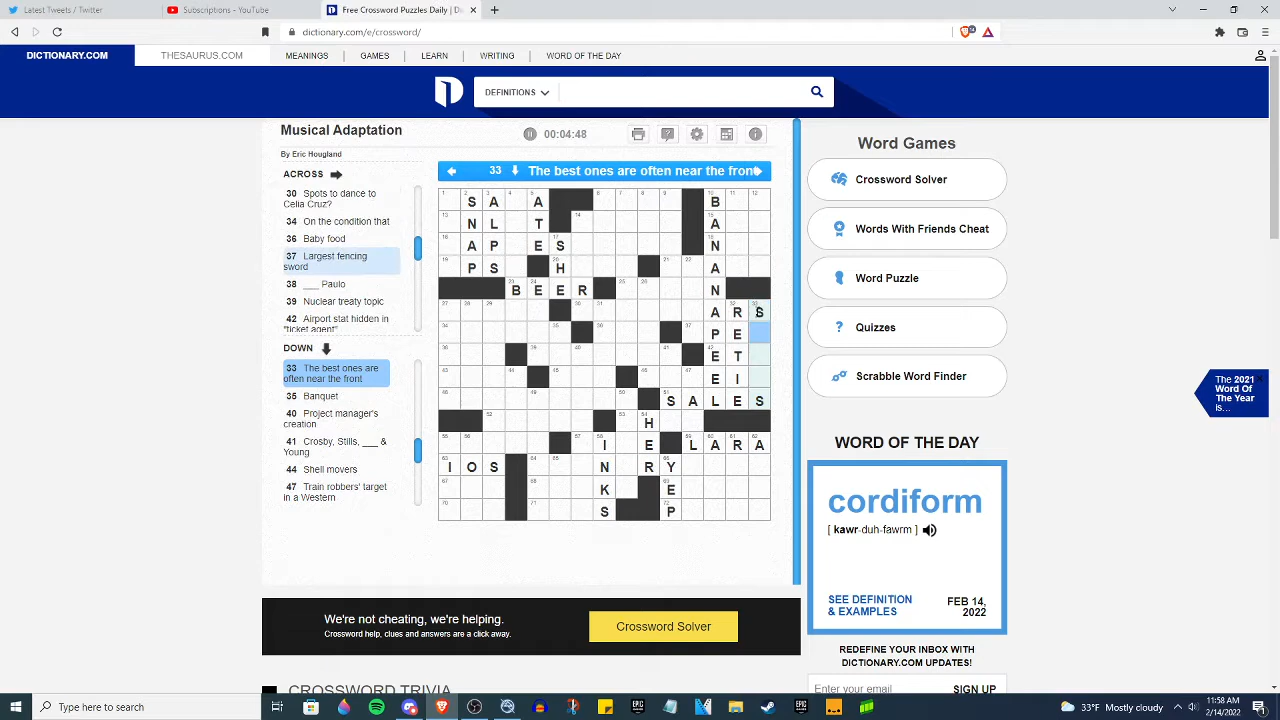 Latest Tweets / Twitter
Subscriptions - YouTube
Free Crossword Puzzles Daily | D
dictionary.com/e/crossword/
DICTIONARY.COM
THESAURUS.COM
MEANINGS
GAMES
LEARN
WRITING
WORD OF THE DAY
DEFINITIONS
Musical Adaptation
00:04:48
By Eric Hougland
ACROSS
33 The best ones are often near the front
30 Spots to dance to
Celia Cruz?
34 On the condition that
36 Baby food
37 Largest fencing
sword
38 ___ Paulo
39 Nuclear treaty topic
42 Airport stat hidden in
"ticket agent"
DOWN
33 The best ones are
often near the front
35 Banquet
40 Project manager's
creation
41 Crosby, Stills, ___ &
Young
44 Shell movers
47 Train robbers' target
in a Western
S A A B
N L T A
A P E S N
P S H A
B E E R N
A R S
P E
E T
E I
S A L E S
H
I E L A R A
I O S N R Y
K E
S P
Word Games
Crossword Solver
Words With Friends Cheat
Word Puzzle
Quizzes
Scrabble Word Finder
WORD OF THE DAY
cordiform
[ kawr-duh-fawrm ]
SEE DEFINITION
& EXAMPLES
FEB 14,
2022
REDEFINE YOUR INBOX WITH
DICTIONARY.COM UPDATES!
Enter your email
SIGN UP
The 2021
Word Of
The Year
is...
We're not cheating, we're helping.
Crossword help, clues and answers are a click away.
Crossword Solver
CROSSWORD TRIVIA
Type here to search
33°F Mostly cloudy
11:58 AM
2/14/2022